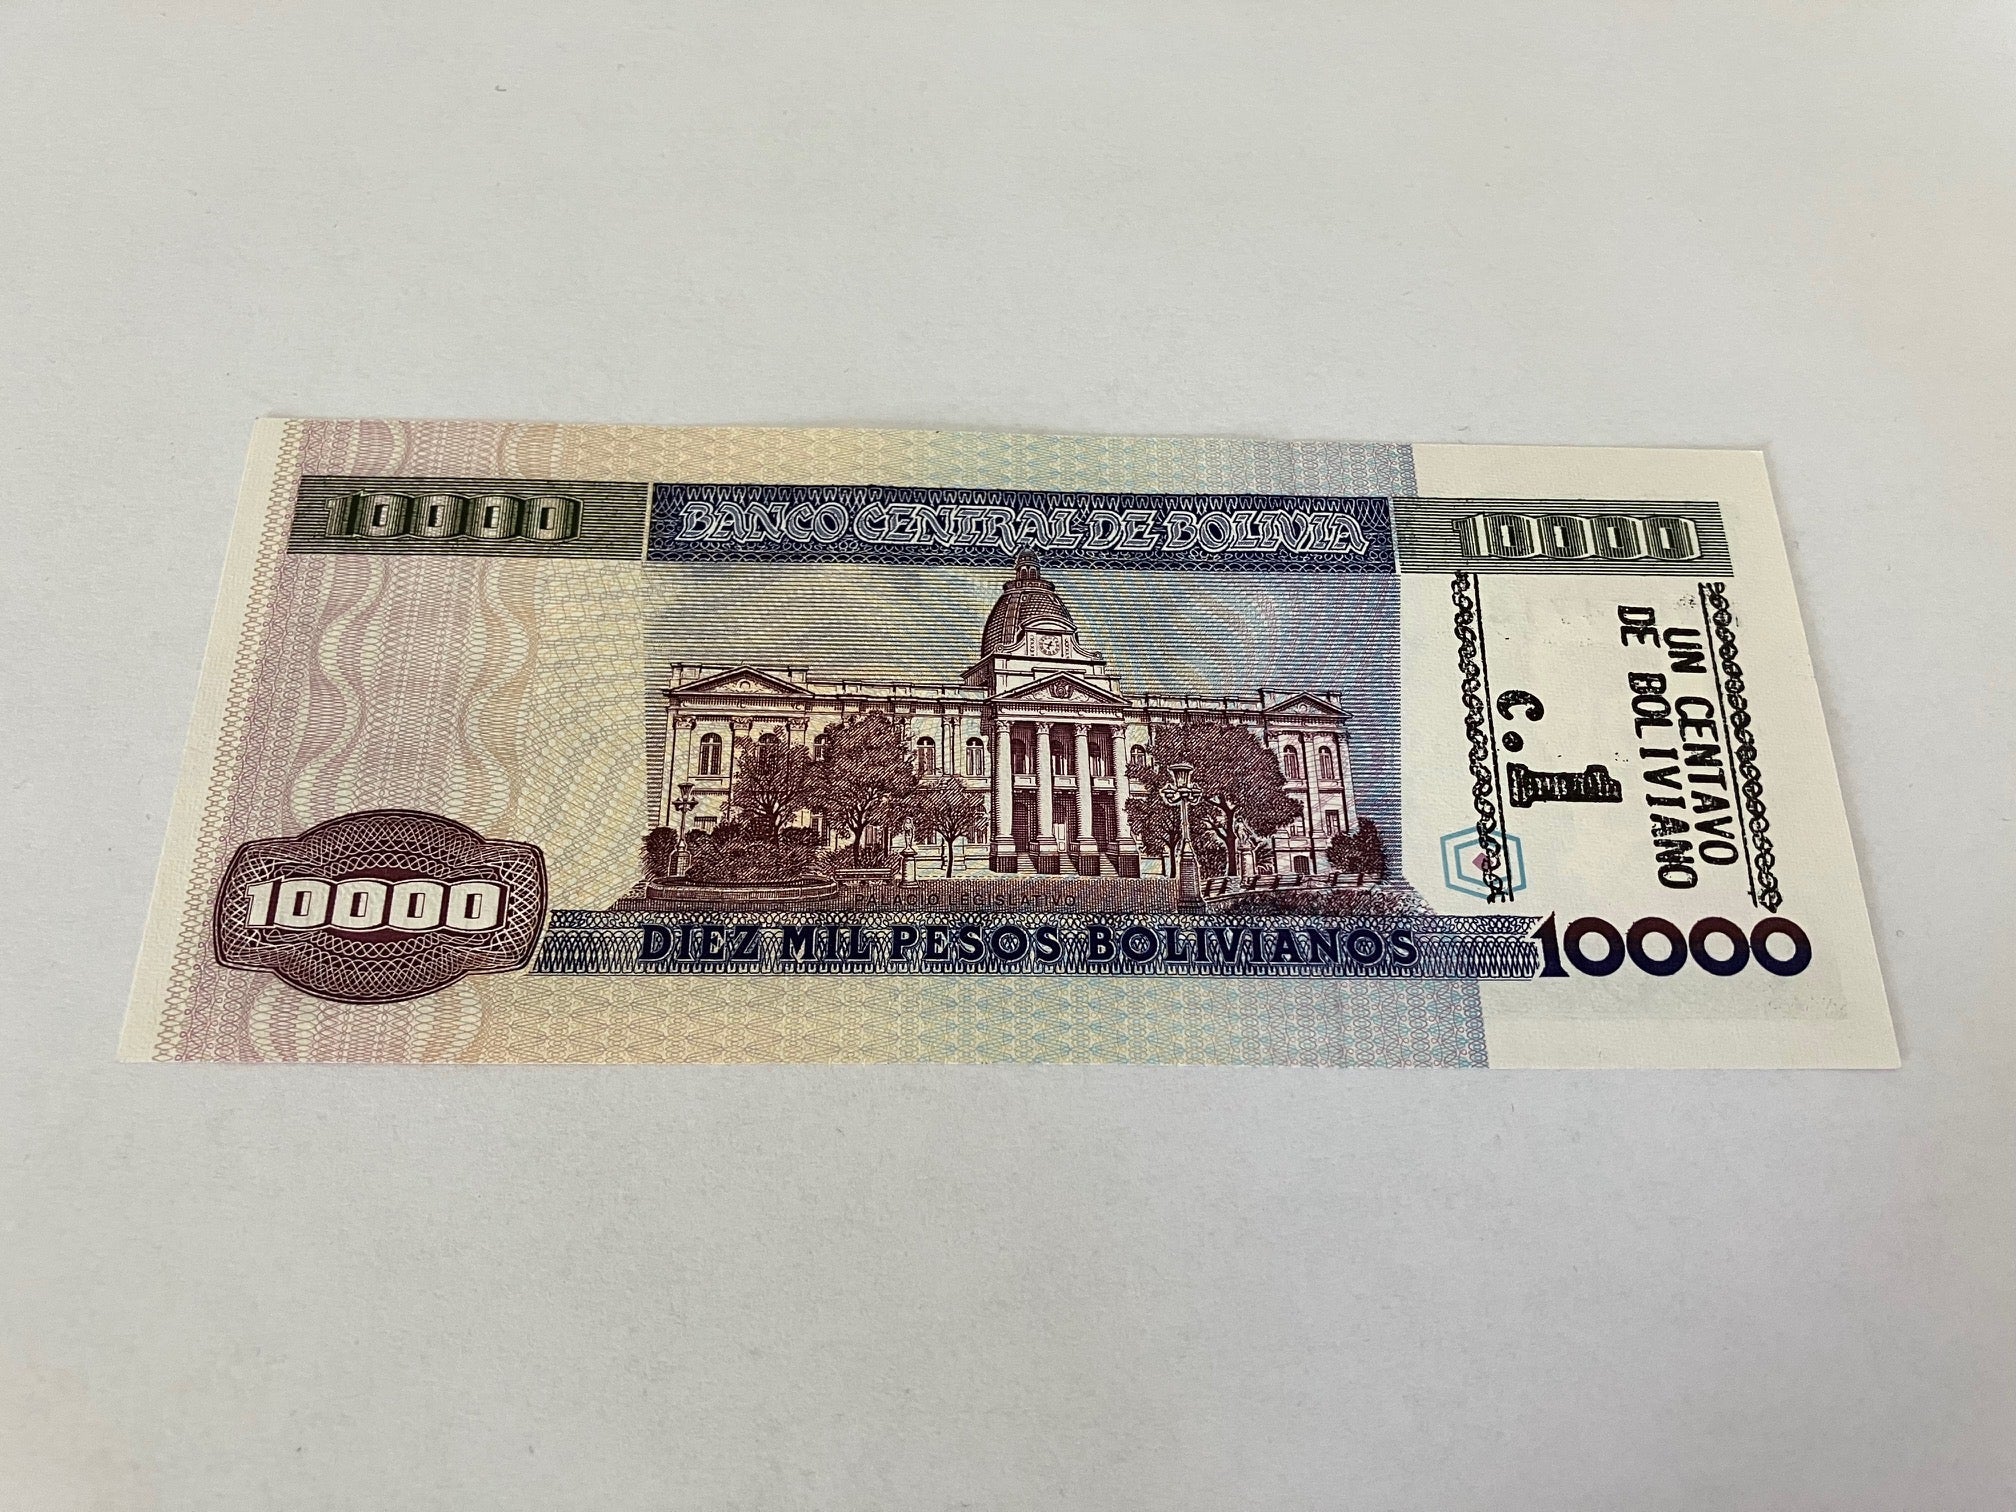 10000
BANCO CENTRAL DE BOLIVIA
10000
UN CENTAVO
DE BOLIVIANO
C.1
PALACIO LEGISLATIVO
10000
DIEZ MIL PESOS BOLIVIANOS
10000